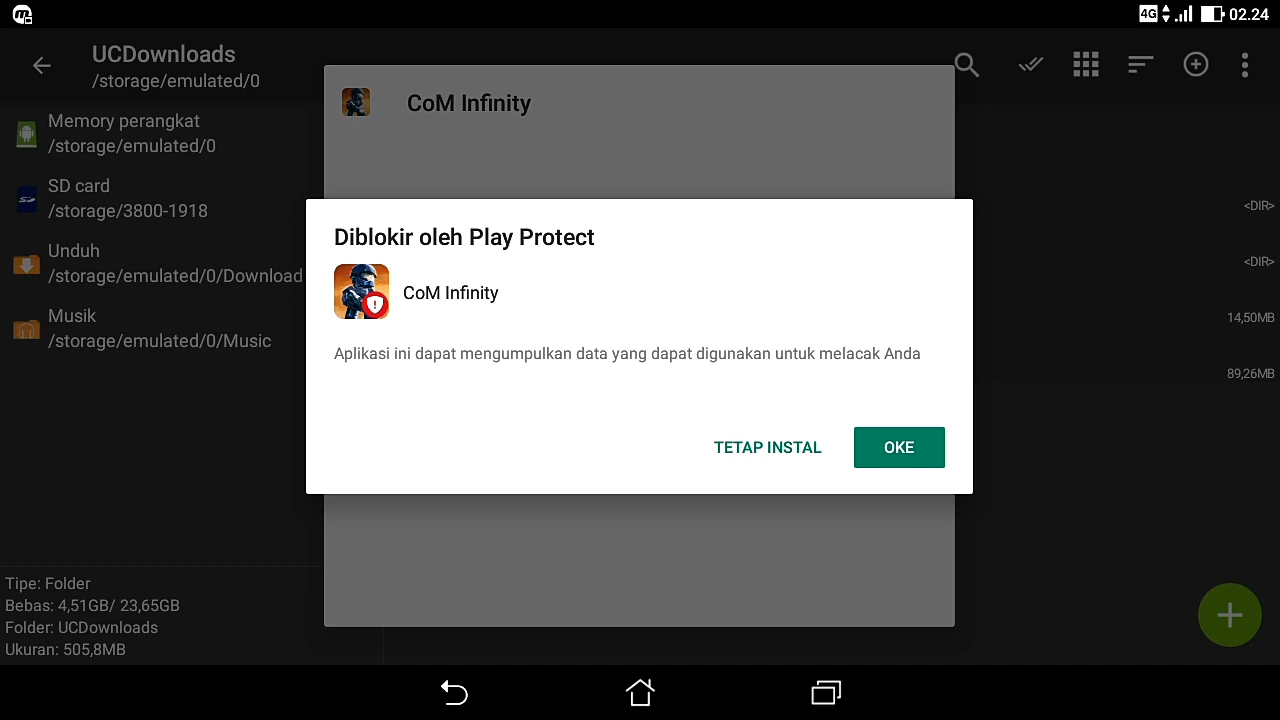 4G 02.24
UCDownloads
/storage/emulated/0
CoM Infinity
Memory perangkat
/storage/emulated/0
SD card
/storage/3800-1918
<DIR>
Unduh
/storage/emulated/0/Download
<DIR>
Musik
/storage/emulated/0/Music
14,50MB
89,26MB
Diblokir oleh Play Protect
CoM Infinity
Aplikasi ini dapat mengumpulkan data yang dapat digunakan untuk melacak Anda
TETAP INSTAL
OKE
Tipe: Folder
Bebas: 4,51GB/ 23,65GB
Folder: UCDownloads
Ukuran: 505,8MB